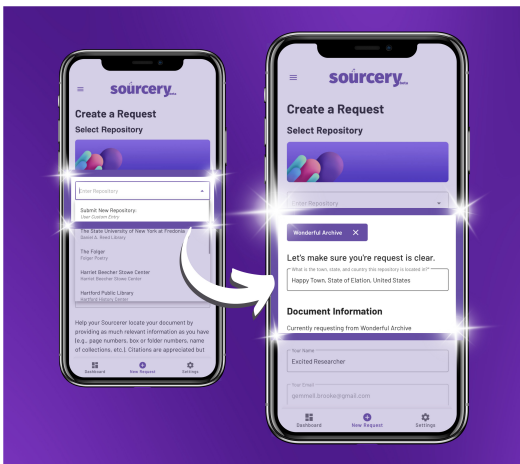 sourcery
beta
Create a Request
Select Repository
Enter Repository
Submit New Repository:
User Custom Entry
The State University of New York at Fredonia
Daniel A. Reed Library
The Folger
Folger Poetry
Harriet Beecher Stowe Center
Harriet Beecher Stowe Center
Hartford Public Library
Hartford History Center
Help your Sourcerer locate your document by
providing as much relevant information as you have
(e.g., page numbers, box or folder numbers, name
of collections, etc.). Citations are appreciated but
Dashboard
New Request
Settings
sourcery
beta
Create a Request
Select Repository
Enter Repository
Wonderful Archive X
Let's make sure you're request is clear.
What is the town, state, and country this repository is located in?*
Happy Town, State of Elation, United States
Document Information
Currently requesting from Wonderful Archive
Your Name
Excited Researcher
Your Email
gemmell.brooke@gmail.com
Dashboard
New Request
Settings